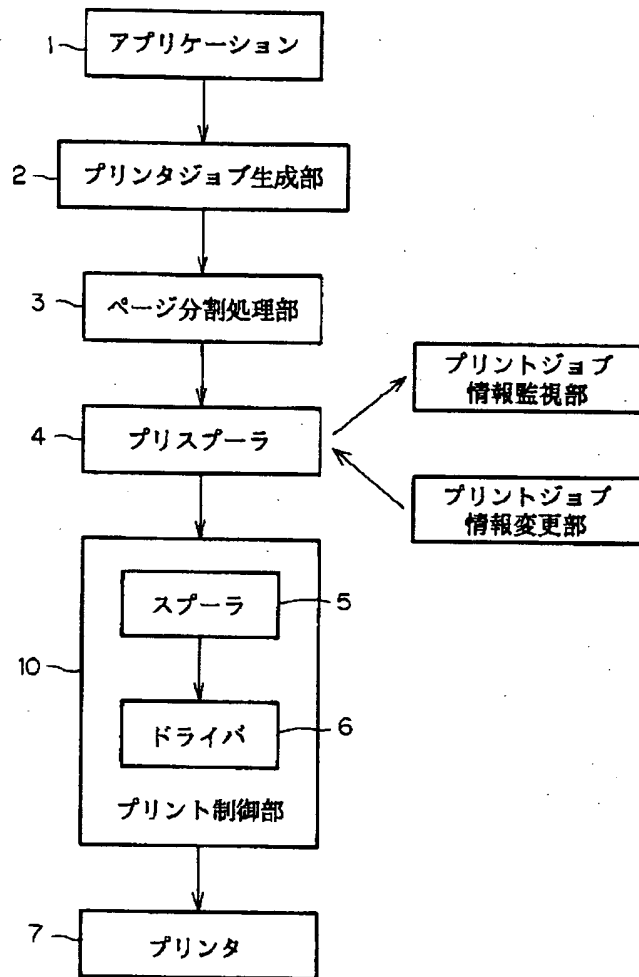 1
アプリケーション
2
プリンタジョブ生成部
3
ページ分割処理部
4
プリスプーラ
プリントジョブ
情報監視部
プリントジョブ
情報変更部
10
スプーラ
5
ドライバ
6
プリント制御部
7
プリンタ